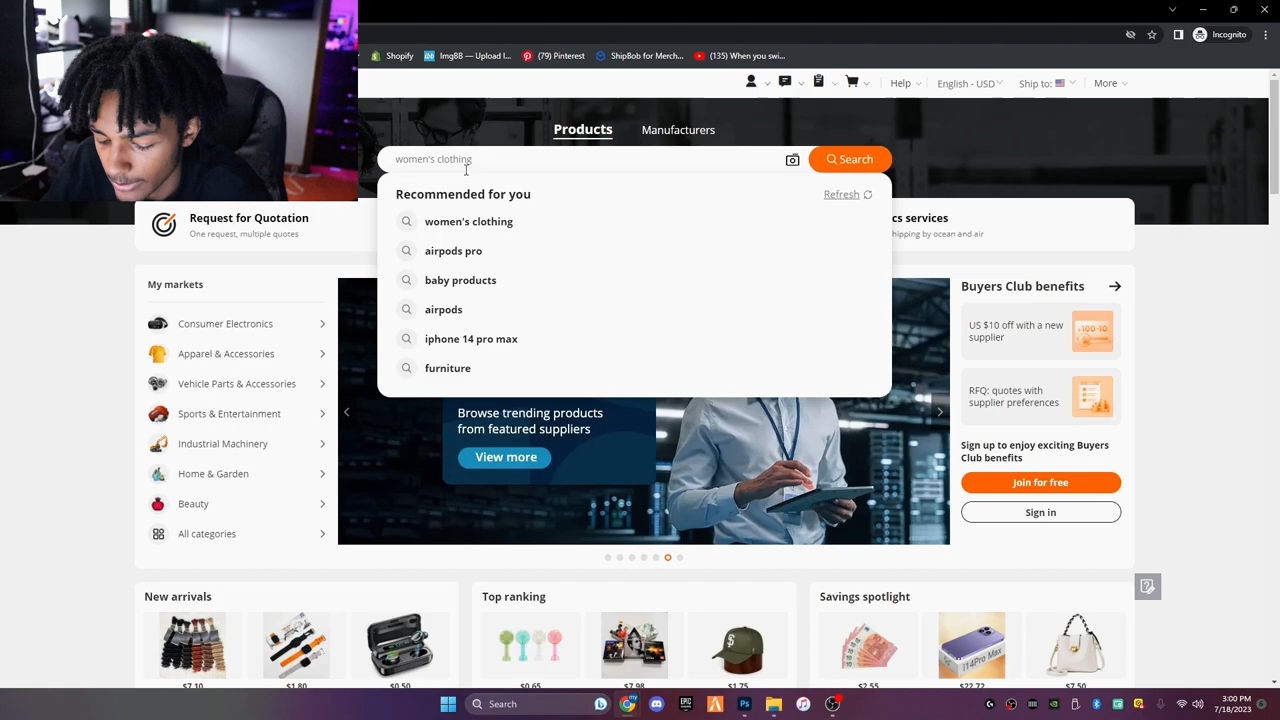 Incognito
Shopify
ImgBB — Upload I...
(79) Pinterest
ShipBob for Merch...
(135) When you swi...
Help
English - USD
Ship to:
More
Products
Manufacturers
women's clothing
Search
Recommended for you
Refresh
women's clothing
airpods pro
baby products
airpods
iphone 14 pro max
furniture
Request for Quotation
One request, multiple quotes
cs services
hipping by ocean and air
My markets
Consumer Electronics
Apparel & Accessories
Vehicle Parts & Accessories
Sports & Entertainment
Industrial Machinery
Home & Garden
Beauty
All categories
Browse trending products
from featured suppliers
View more
Buyers Club benefits
US $10 off with a new
supplier
$100-10
RFQ: quotes with
supplier preferences
Sign up to enjoy exciting Buyers
Club benefits
Join for free
Sign in
New arrivals
Top ranking
Savings spotlight
i14Pro Max
$7.10
$1.80
$0.50
$0.65
$7.98
$1.75
$2.55
$22.72
$7.50
Search
EPIC
3:00 PM
7/18/2023